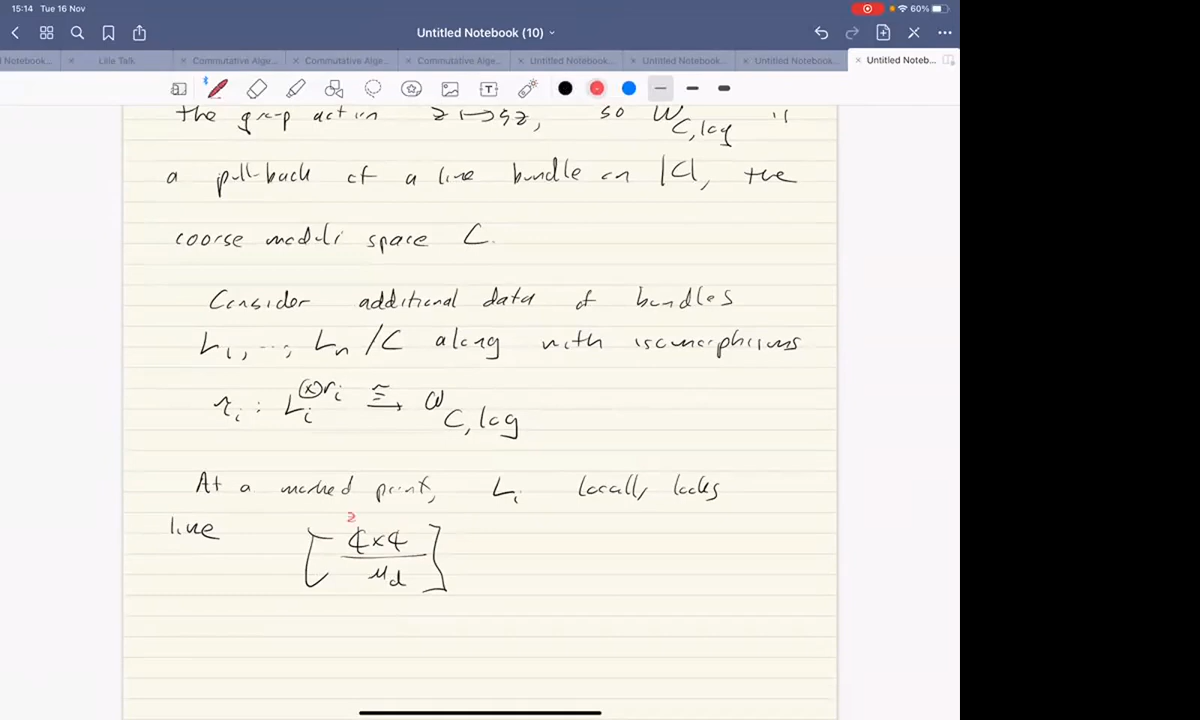 15:14 Tue 16 Nov
60%
Untitled Notebook (10)
Notebook...
Lille Talk
Commutative Alge...
Commutative Alge...
Commutative Alge...
Untitled Notebook...
Untitled Notebook...
Untitled Notebook...
Untitled Noteb...
the group action z ↦ ζz, so ω_{C,log} is
a pull-back of a line bundle on |C|, the
coarse moduli space C.
Consider additional data of bundles
L_1, ..., L_n / C along with isomorphisms
τ_i : L_i^{⊗r_i} ≅→ ω_{C,log}
At a marked point, L_i locally looks
z
like [ ℂ×ℂ / μ_d ]